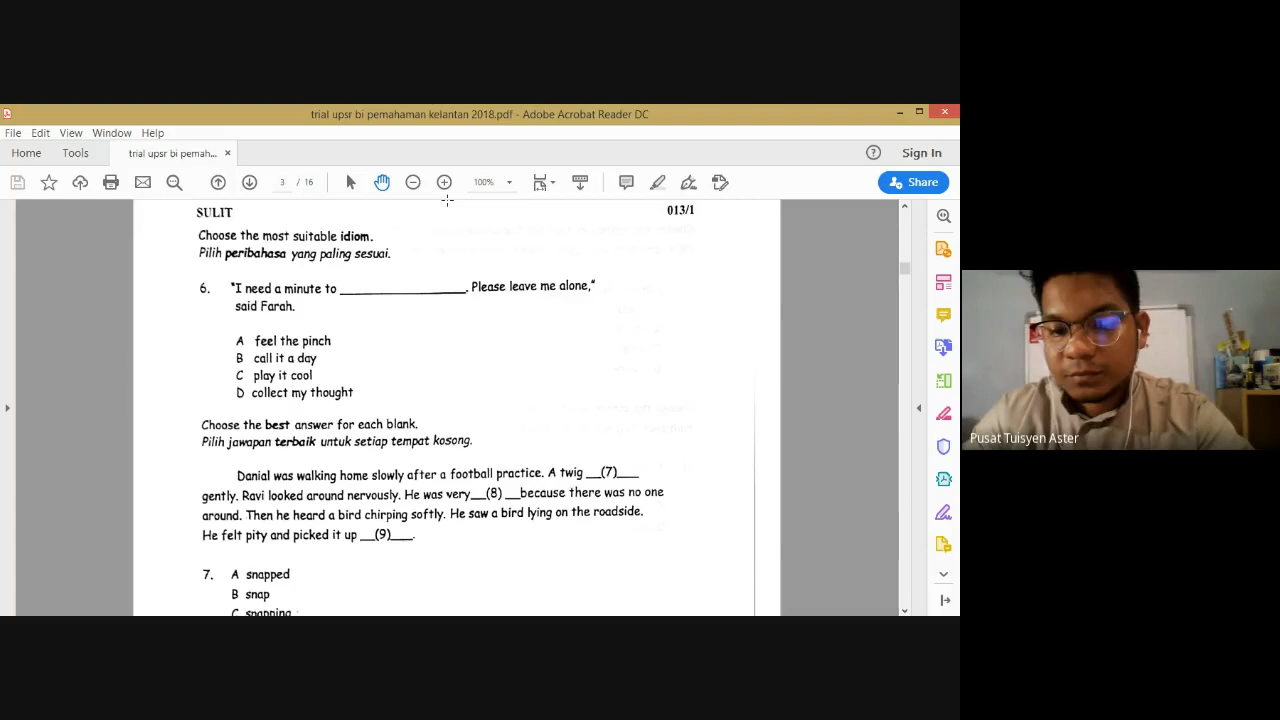 trial upsr bi pemahaman kelantan 2018.pdf - Adobe Acrobat Reader DC
File Edit View Window Help
Home Tools trial upsr bi pemah... × Sign In
3 / 16 100% Share
SULIT 013/1
Choose the most suitable idiom.
Pilih peribahasa yang paling sesuai.
6. "I need a minute to ____________________. Please leave me alone,"
said Farah.
A feel the pinch
B call it a day
C play it cool
D collect my thought
Choose the best answer for each blank.
Pilih jawapan terbaik untuk setiap tempat kosong.
Danial was walking home slowly after a football practice. A twig __(7)___
gently. Ravi looked around nervously. He was very__(8) __because there was no one
around. Then he heard a bird chirping softly. He saw a bird lying on the roadside.
He felt pity and picked it up __(9)___.
7. A snapped
B snap
C snapping
Pusat Tuisyen Aster